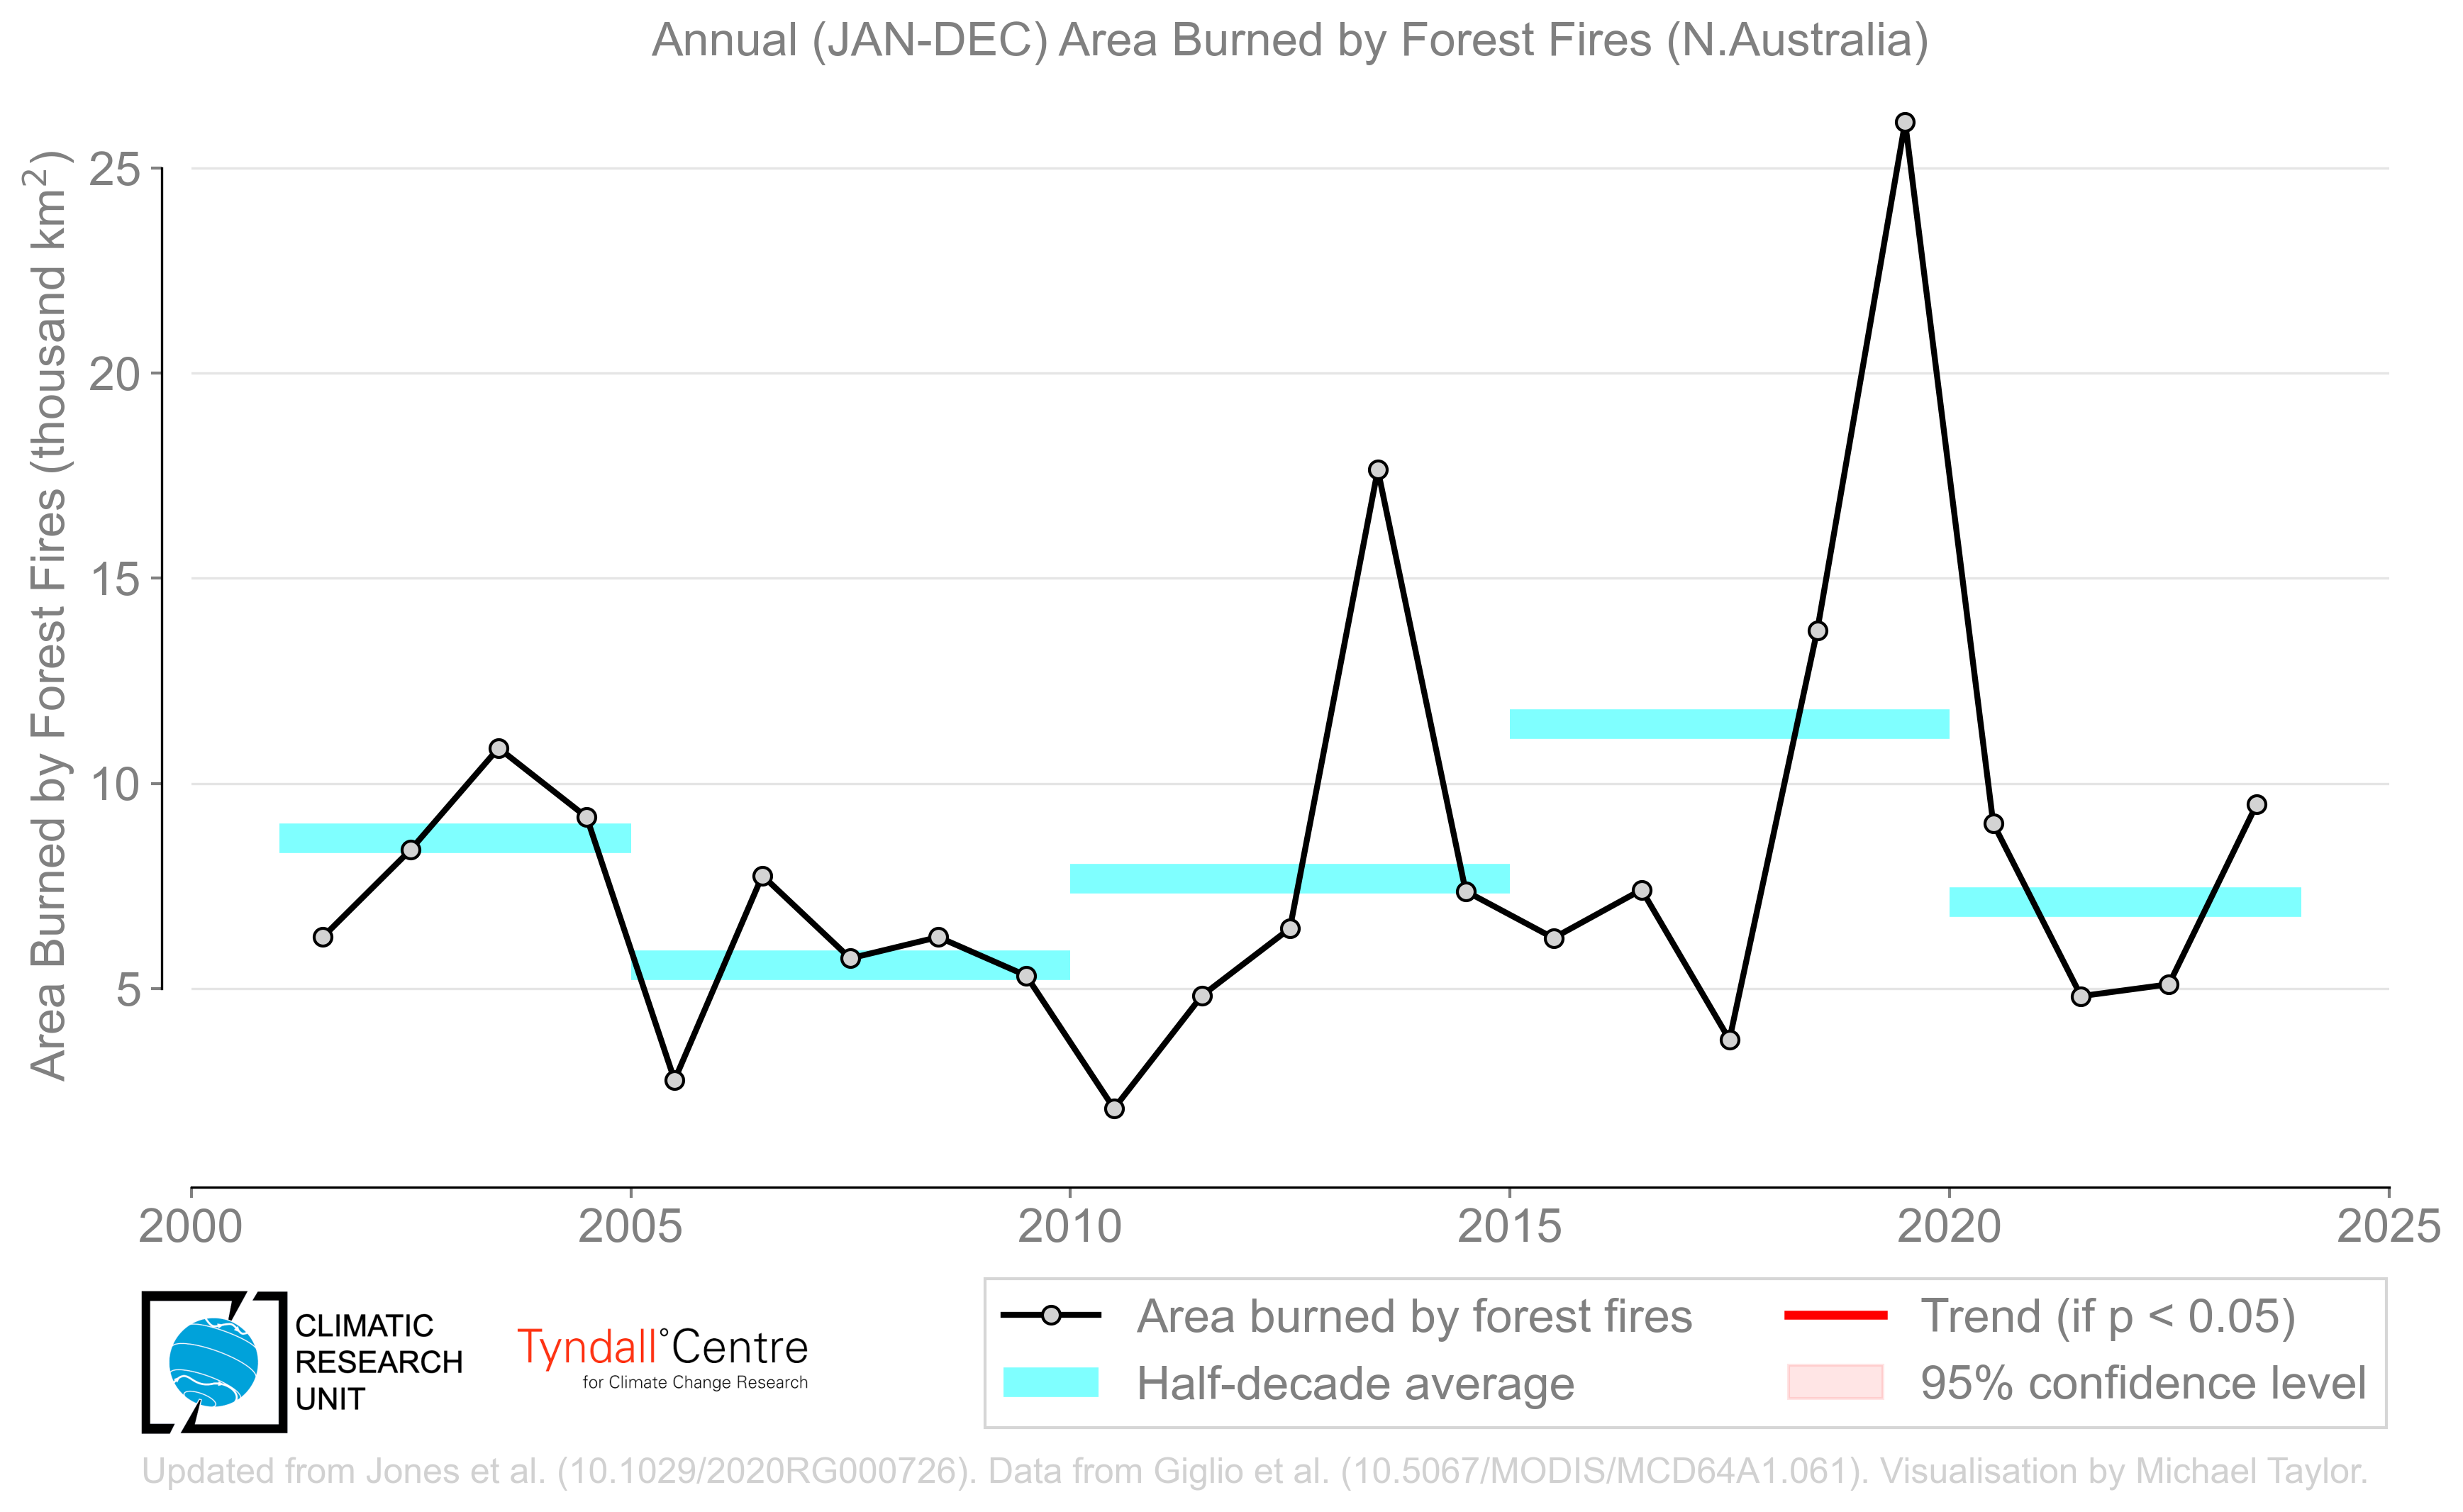 Annual (JAN-DEC) Area Burned by Forest Fires (N.Australia)
Area Burned by Forest Fires (thousand km²)
25
20
15
10
5
2000 2005 2010 2015 2020 2025
CLIMATIC
RESEARCH
UNIT
Tyndall°Centre
for Climate Change Research
Area burned by forest fires
Half-decade average
Trend (if p < 0.05)
95% confidence level
Updated from Jones et al. (10.1029/2020RG000726). Data from Giglio et al. (10.5067/MODIS/MCD64A1.061). Visualisation by Michael Taylor.